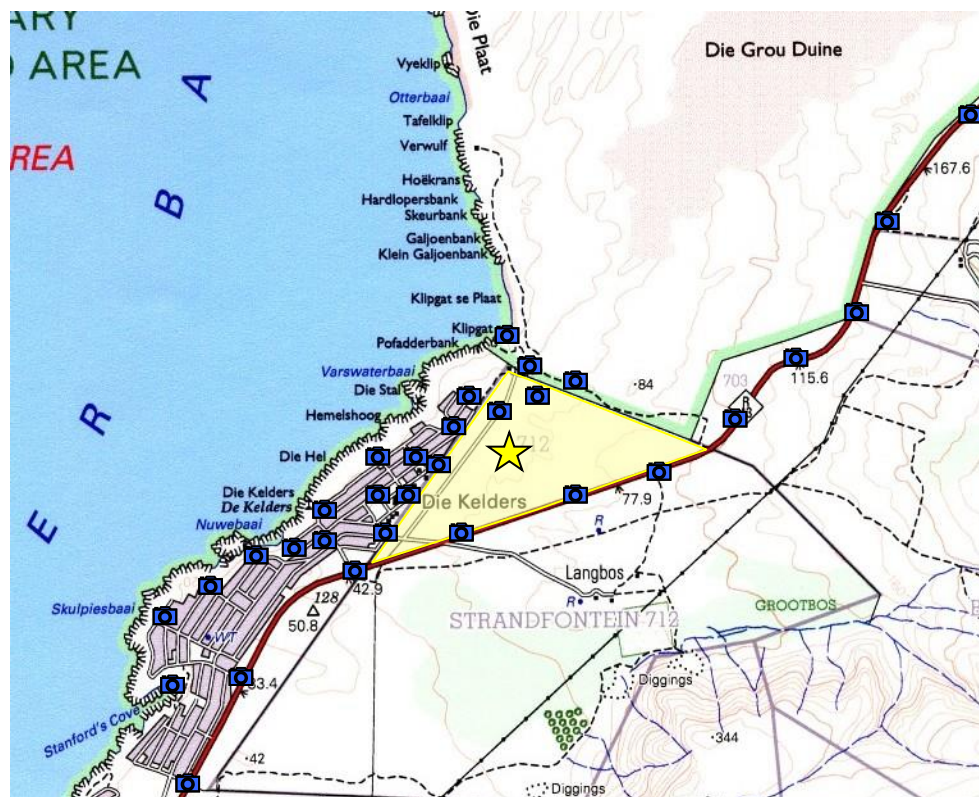 ARY
AREA
REA
E R B A
Die Plaat
Die Grou Duine
Vyeklip
Otterbaai
Tafelklip
Verwulf
Hoëkrans
Hardlopersbank
Skeurbank
Galjoenbank
Klein Galjoenbank
Klipgat se Plaat
Klipgat
Pofadderbank
Varswaterbaai
Die Stal
Hemelshoog
Die Hel
Die Kelders
De Kelders
Nuwebaai
Skulpiesbaai
Stanford's Cove
167.6
160
703
R
115.6
84
712
Die Kelders
77.9
R
42.9
Langbos
R
128
50.8
STRANDFONTEIN 712
GROOTBOS
WT
33.4
Diggings
42
344
Diggings